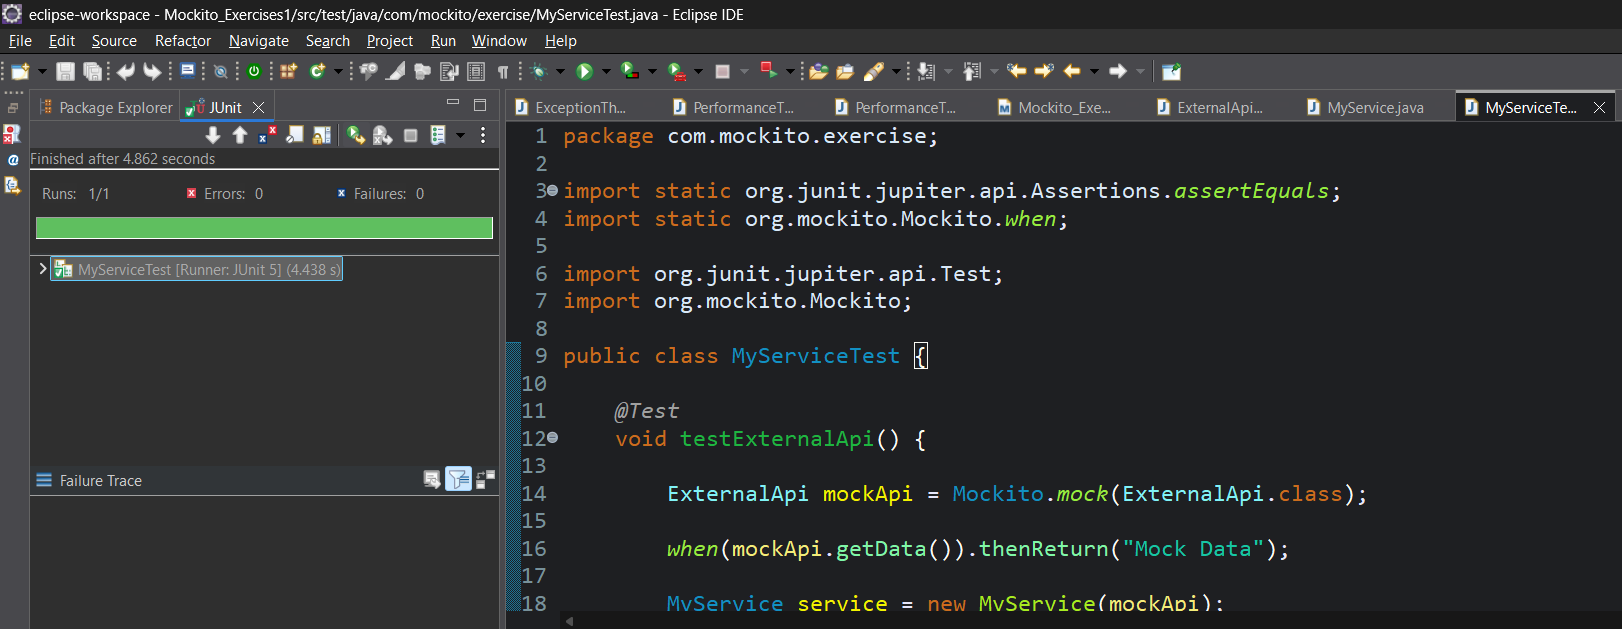 eclipse-workspace - Mockito_Exercises1/src/test/java/com/mockito/exercise/MyServiceTest.java - Eclipse IDE
File Edit Source Refactor Navigate Search Project Run Window Help
Package Explorer JUnit
Finished after 4.862 seconds
Runs: 1/1 Errors: 0 Failures: 0
MyServiceTest [Runner: JUnit 5] (4.438 s)
Failure Trace
ExceptionTh... PerformanceT... PerformanceT... Mockito_Exe... ExternalApi... MyService.java MyServiceTe...
1 package com.mockito.exercise;
2
3 import static org.junit.jupiter.api.Assertions.assertEquals;
4 import static org.mockito.Mockito.when;
5
6 import org.junit.jupiter.api.Test;
7 import org.mockito.Mockito;
8
9 public class MyServiceTest {
10
11 @Test
12 void testExternalApi() {
13
14 ExternalApi mockApi = Mockito.mock(ExternalApi.class);
15
16 when(mockApi.getData()).thenReturn("Mock Data");
17
18 MyService service = new MyService(mockApi);